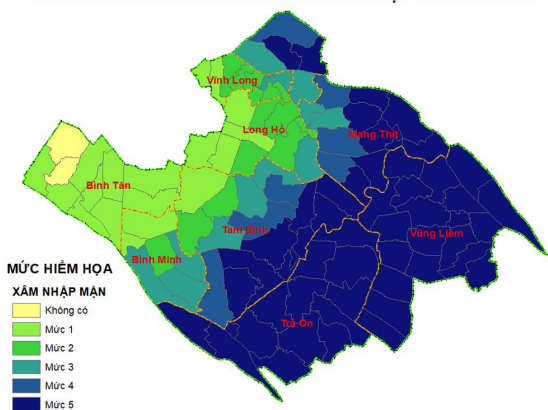 Vĩnh Long
Long Hồ
Mang Thít
Bình Tân
Vũng Liêm
Tam Bình
Bình Minh
Trà Ôn
MỨC HIỂM HỌA
XÂM NHẬP MẶN
Không có
Mức 1
Mức 2
Mức 3
Mức 4
Mức 5